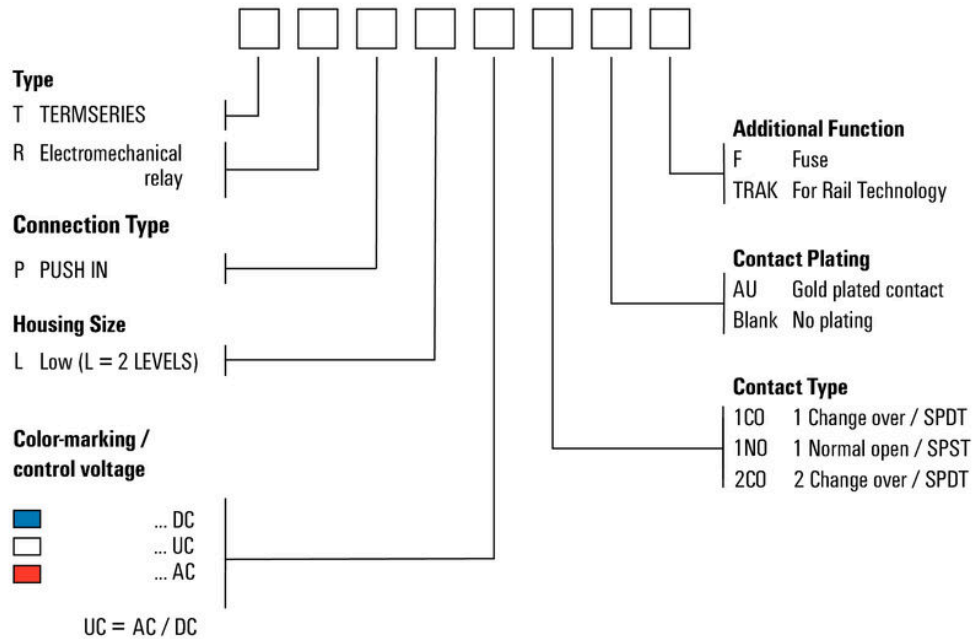 Type
T TERMSERIES
R Electromechanical
relay
Connection Type
P PUSH IN
Housing Size
L Low (L = 2 LEVELS)
Color-marking /
control voltage
... DC
... UC
... AC
UC = AC / DC
Additional Function
F Fuse
TRAK For Rail Technology
Contact Plating
AU Gold plated contact
Blank No plating
Contact Type
1CO 1 Change over / SPDT
1NO 1 Normal open / SPST
2CO 2 Change over / SPDT